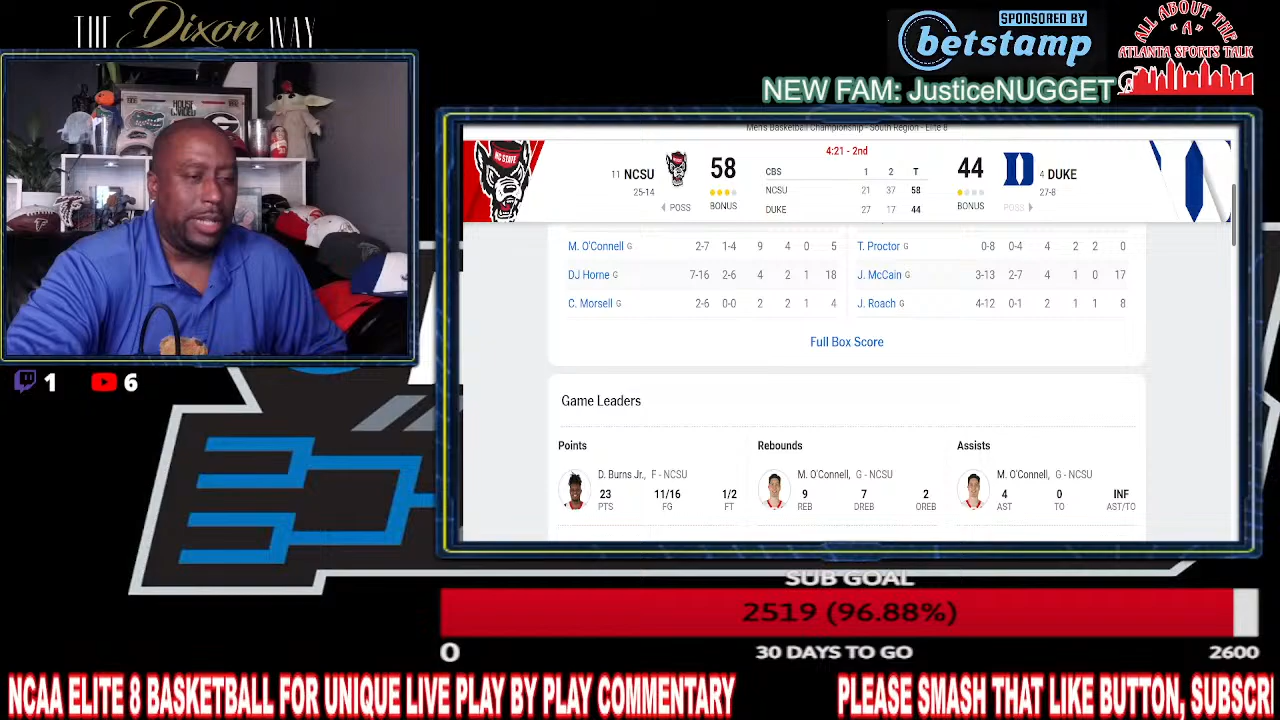 THE Dixon WAY
SPONSORED BY
betstamp
ALL ABOUT THE
"A"
ATLANTA SPORTS TALK
NEW FAM: JusticeNUGGET
HOUSE DIVIDED
1
6
Men's Basketball Championship - South Region - Elite 8
4:21 - 2nd
NC STATE
11 NCSU
25-14
POSS
58
BONUS
CBS 1 2 T
NCSU 21 37 58
DUKE 27 17 44
44
BONUS
D
4 DUKE
27-8
POSS
M. O'Connell G 2-7 1-4 9 4 0 5
T. Proctor G 0-8 0-4 4 2 2 0
DJ Horne G 7-16 2-6 4 2 1 18
J. McCain G 3-13 2-7 4 1 0 17
C. Morsell G 2-6 0-0 2 2 1 4
J. Roach G 4-12 0-1 2 1 1 8
Full Box Score
Game Leaders
Points
D. Burns Jr., F - NCSU
23 11/16 1/2
PTS FG FT
Rebounds
M. O'Connell, G - NCSU
9 7 2
REB DREB OREB
Assists
M. O'Connell, G - NCSU
4 0 INF
AST TO AST/TO
SUB GOAL
2519 (96.88%)
0 30 DAYS TO GO 2600
NCAA ELITE 8 BASKETBALL FOR UNIQUE LIVE PLAY BY PLAY COMMENTARY PLEASE SMASH THAT LIKE BUTTON, SUBSCRI